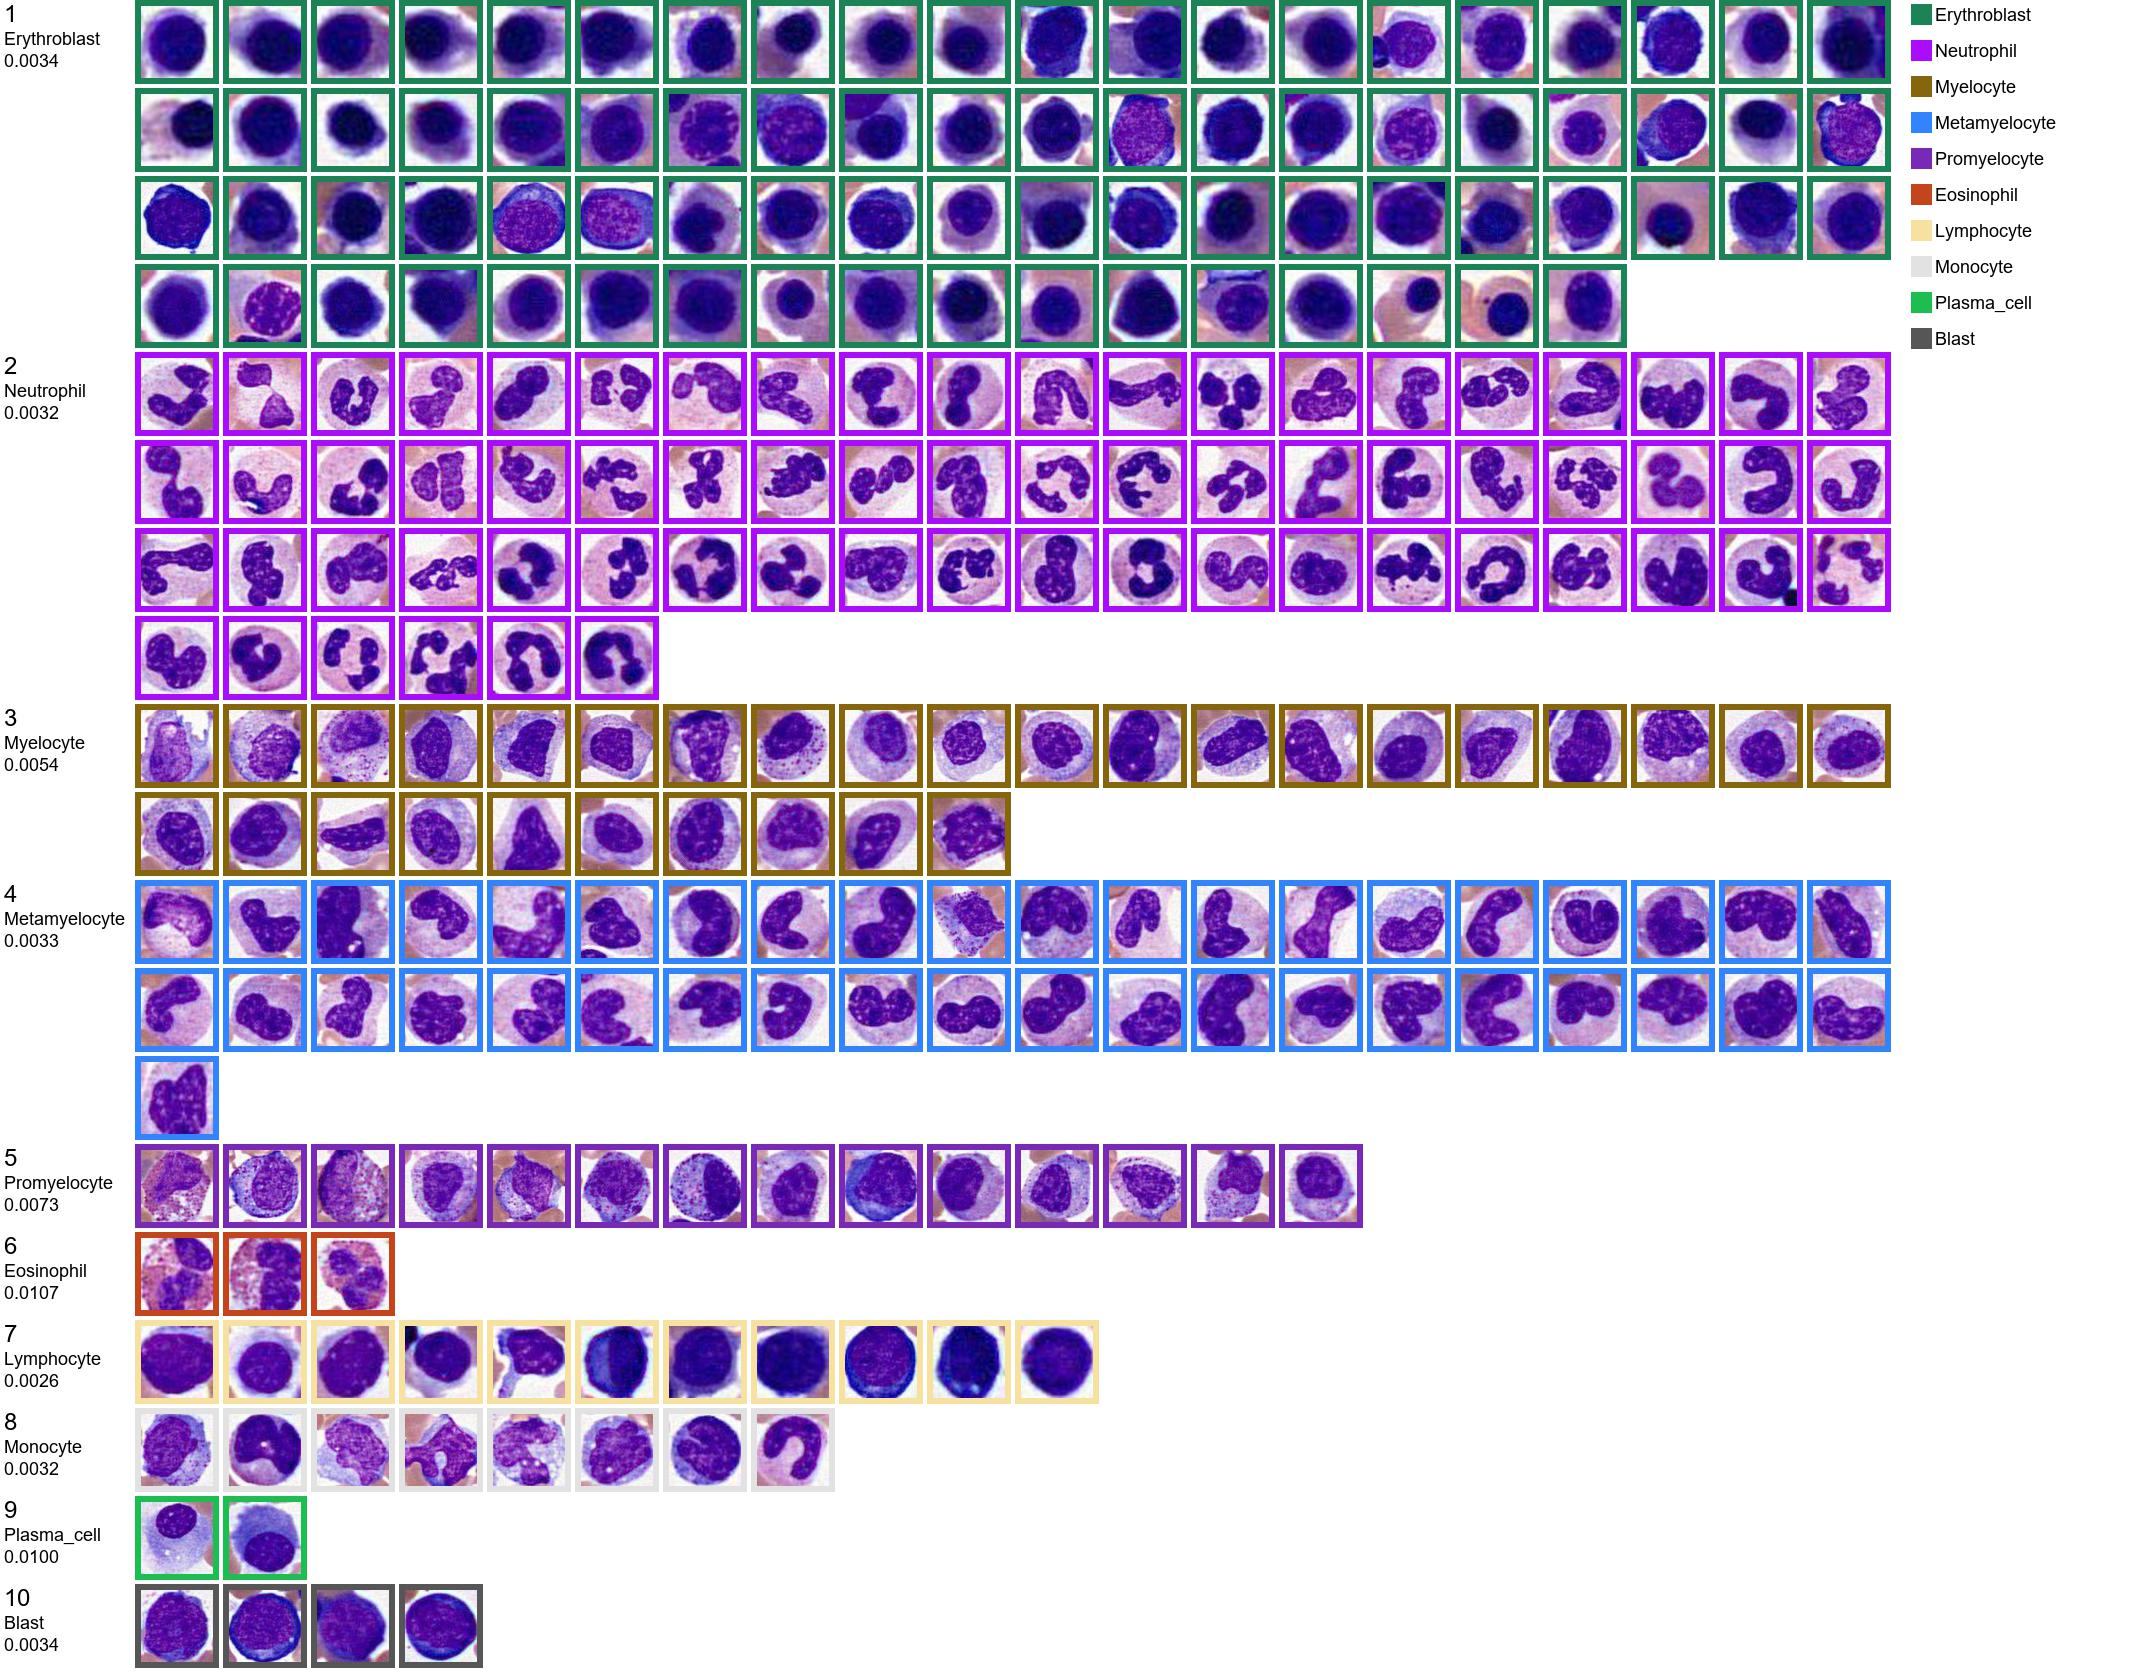 1
Erythroblast
0.0034
2
Neutrophil
0.0032
3
Myelocyte
0.0054
4
Metamyelocyte
0.0033
5
Promyelocyte
0.0073
6
Eosinophil
0.0107
7
Lymphocyte
0.0026
8
Monocyte
0.0032
9
Plasma_cell
0.0100
10
Blast
0.0034
Erythroblast
Neutrophil
Myelocyte
Metamyelocyte
Promyelocyte
Eosinophil
Lymphocyte
Monocyte
Plasma_cell
Blast